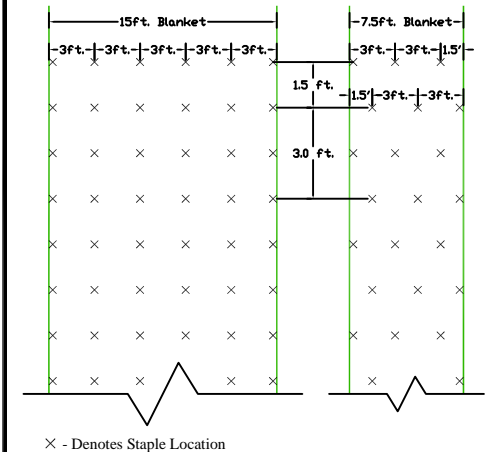 15ft. Blanket
7.5ft. Blanket
3ft. 3ft. 3ft. 3ft. 3ft.
3ft. 3ft. 1.5'
1.5 ft.
1.5' 3ft. 3ft.
3.0 ft.
× - Denotes Staple Location